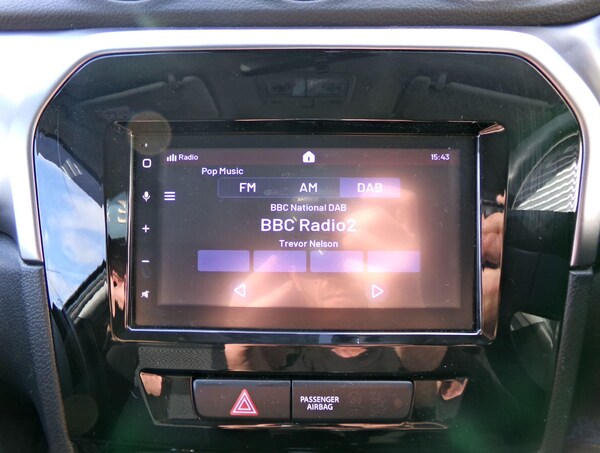 Radio
15:43
Pop Music
FM AM DAB
BBC National DAB
BBC Radio2
Trevor Nelson
PASSENGER
AIRBAG